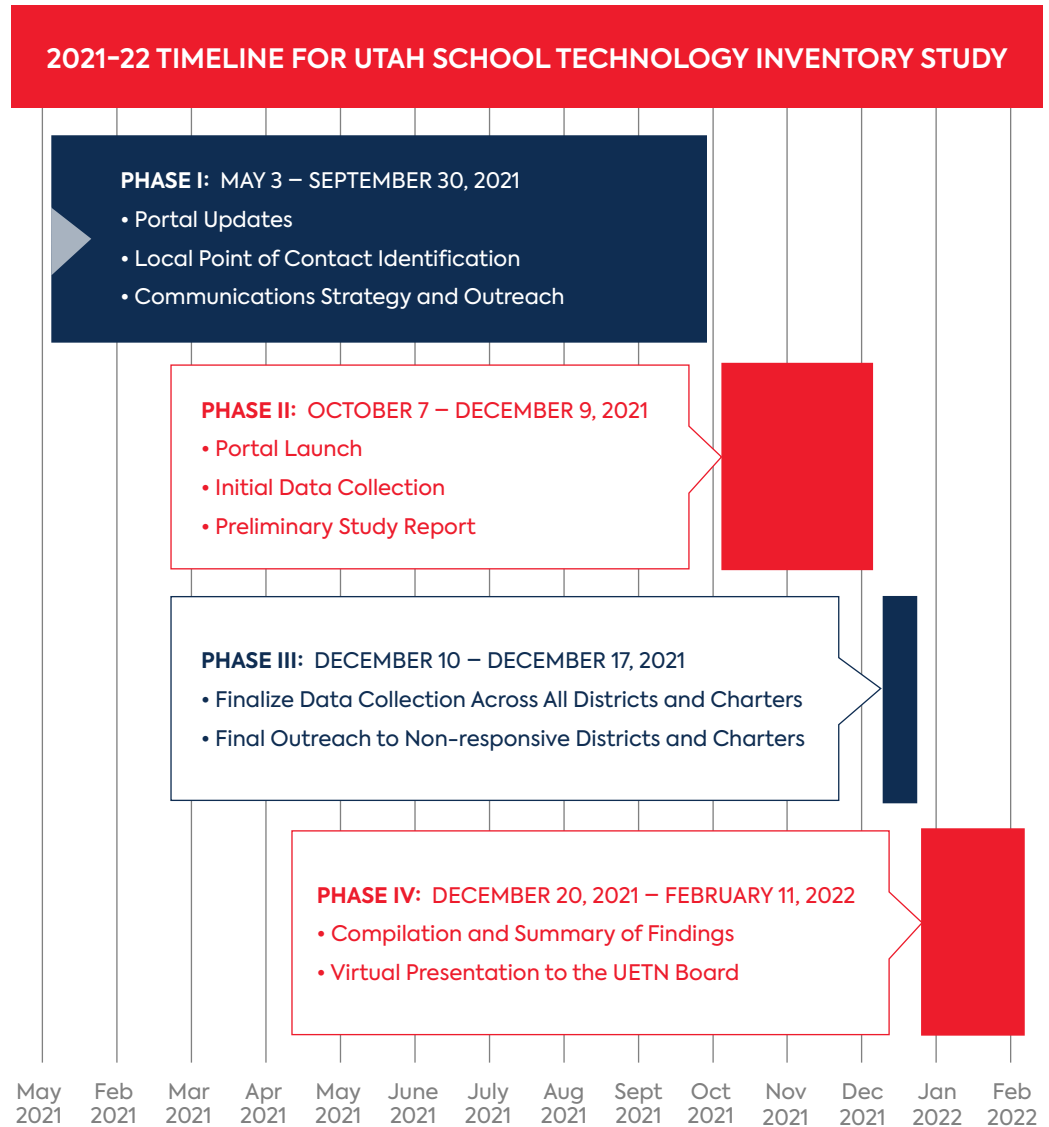 2021-22 TIMELINE FOR UTAH SCHOOL TECHNOLOGY INVENTORY STUDY
PHASE I: MAY 3 – SEPTEMBER 30, 2021
• Portal Updates
• Local Point of Contact Identification
• Communications Strategy and Outreach
PHASE II: OCTOBER 7 – DECEMBER 9, 2021
• Portal Launch
• Initial Data Collection
• Preliminary Study Report
PHASE III: DECEMBER 10 – DECEMBER 17, 2021
• Finalize Data Collection Across All Districts and Charters
• Final Outreach to Non-responsive Districts and Charters
PHASE IV: DECEMBER 20, 2021 – FEBRUARY 11, 2022
• Compilation and Summary of Findings
• Virtual Presentation to the UETN Board
May Feb Mar Apr May June July Aug Sept Oct Nov Dec Jan Feb
2021 2021 2021 2021 2021 2021 2021 2021 2021 2021 2021 2021 2022 2022